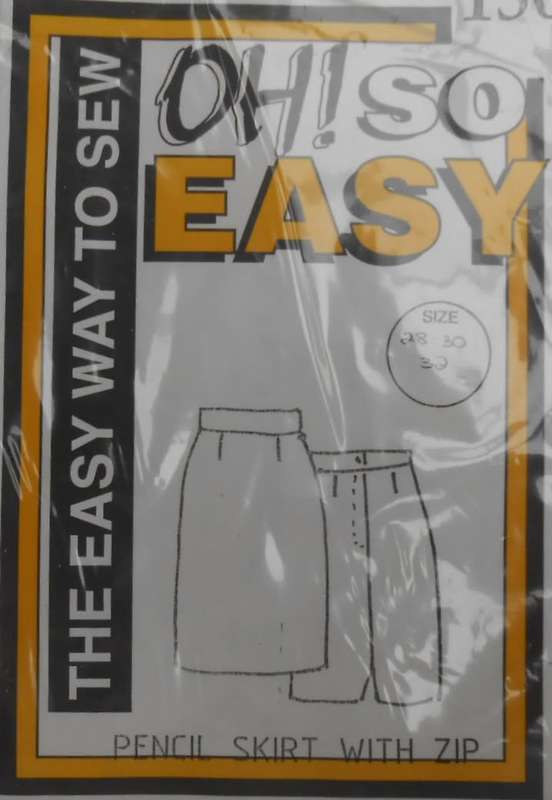 OH! SO
EASY
THE EASY WAY TO SEW
SIZE
28 30
32
PENCIL SKIRT WITH ZIP